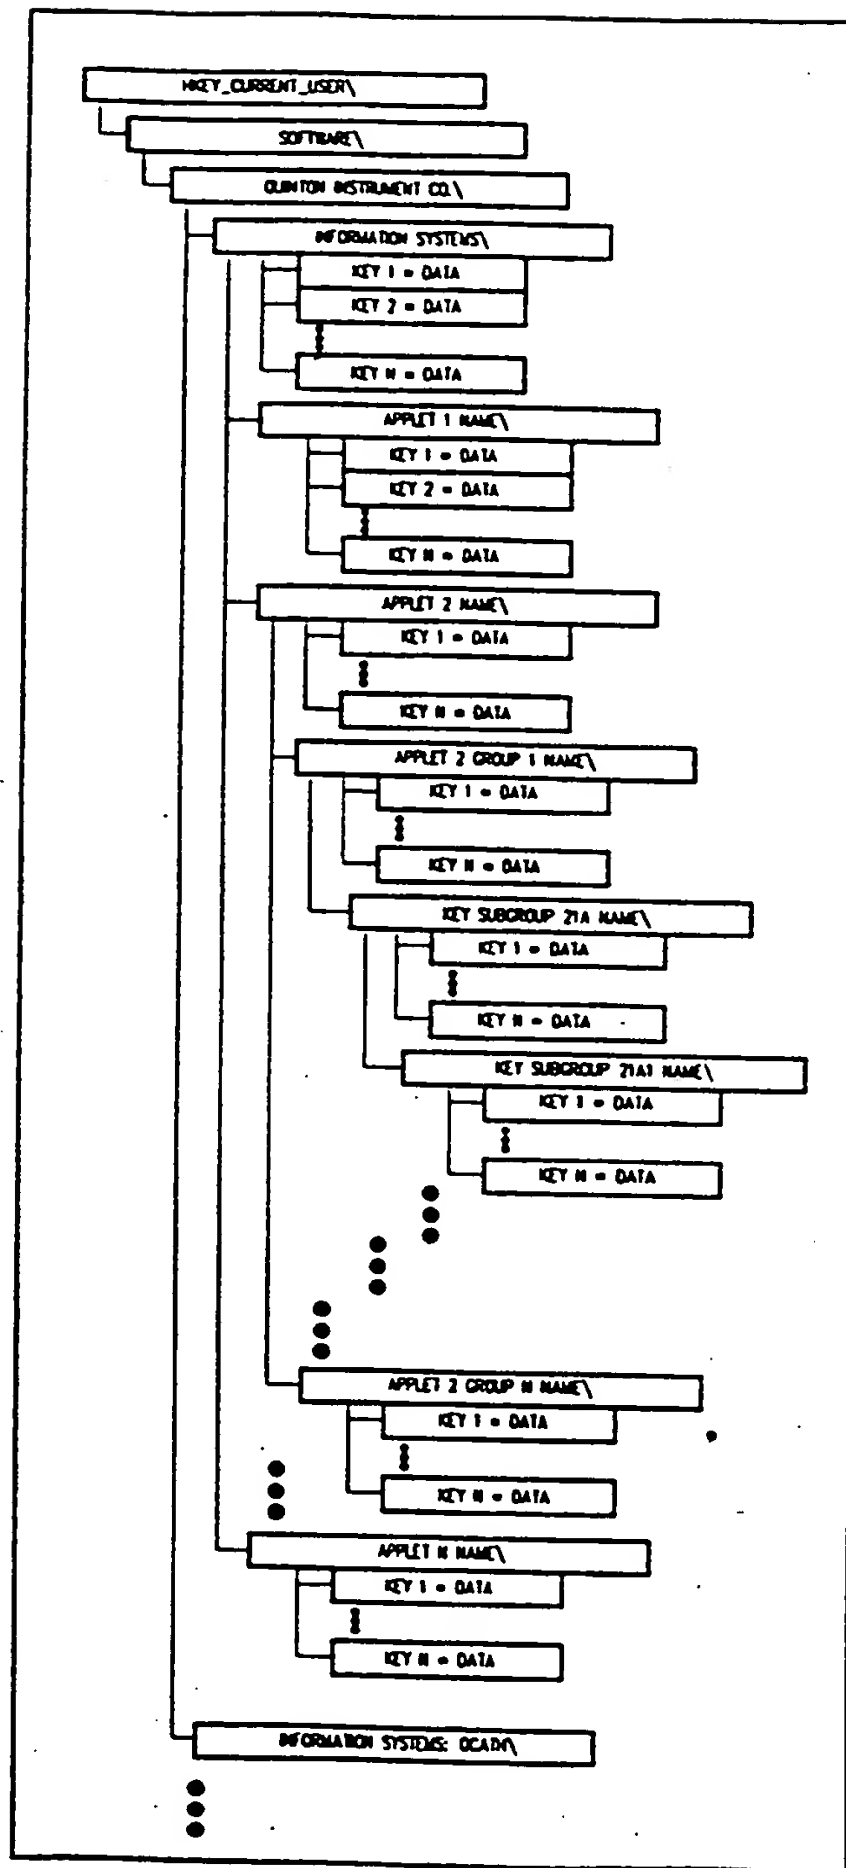 HKEY_CURRENT_USER\
SOFTWARE\
QUINTON INSTRUMENT CO.\
INFORMATION SYSTEMS\
KEY 1 = DATA
KEY 2 = DATA
KEY N = DATA
APPLET 1 NAME\
KEY 1 = DATA
KEY 2 = DATA
KEY N = DATA
APPLET 2 NAME\
KEY 1 = DATA
KEY N = DATA
APPLET 2 GROUP 1 NAME\
KEY 1 = DATA
KEY N = DATA
KEY SUBGROUP 21A NAME\
KEY 1 = DATA
KEY N = DATA
KEY SUBGROUP 21A1 NAME\
KEY 1 = DATA
KEY N = DATA
APPLET 2 GROUP N NAME\
KEY 1 = DATA
KEY N = DATA
APPLET N NAME\
KEY 1 = DATA
KEY N = DATA
INFORMATION SYSTEMS: